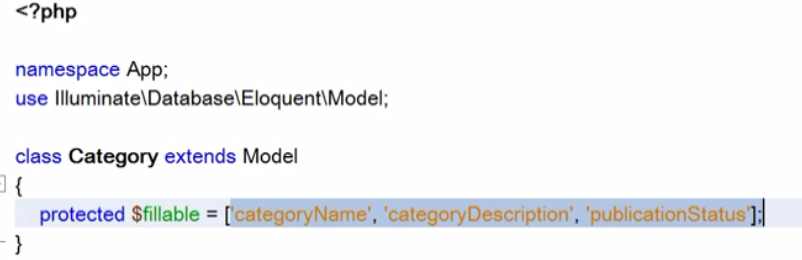 <?php
namespace App;
use Illuminate\Database\Eloquent\Model;
class Category extends Model
{
protected $fillable = ['categoryName', 'categoryDescription', 'publicationStatus'];
}